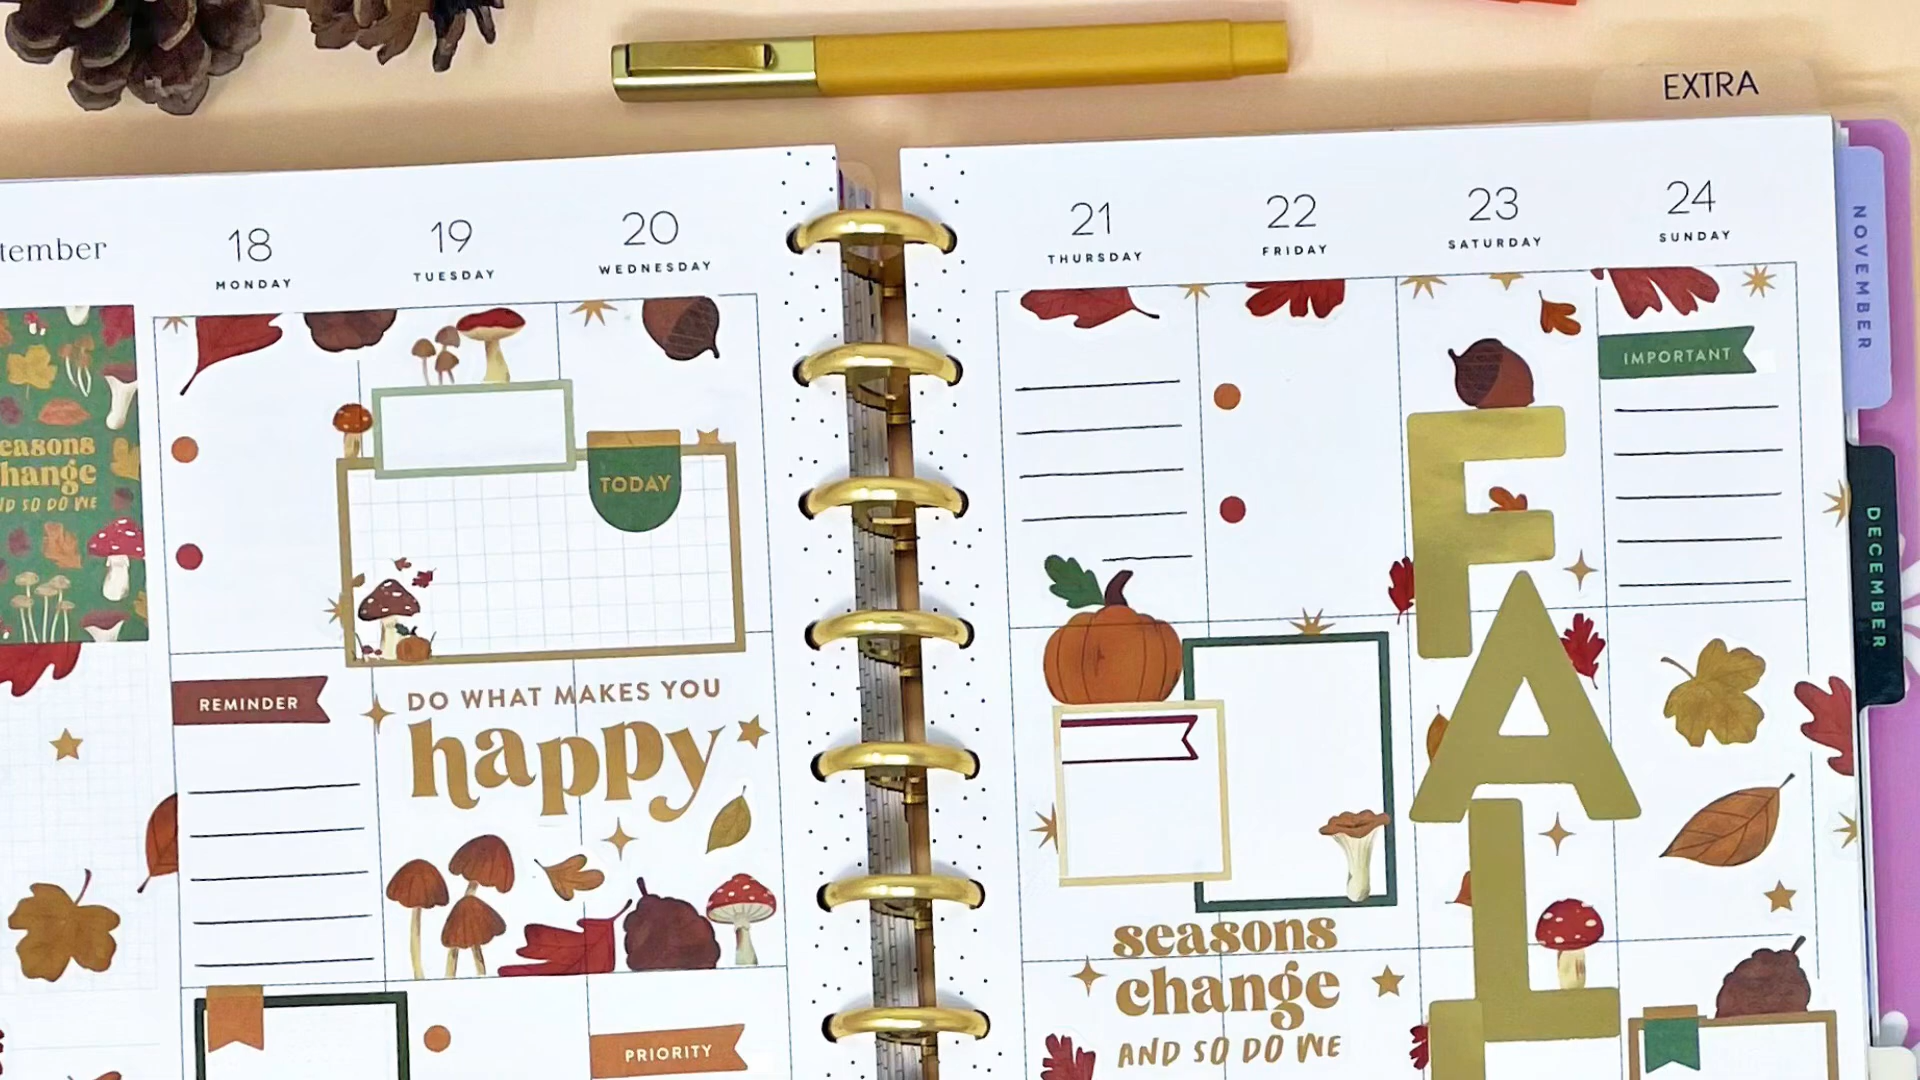 EXTRA
tember
18
MONDAY
19
TUESDAY
20
WEDNESDAY
21
THURSDAY
22
FRIDAY
23
SATURDAY
24
SUNDAY
NOVEMBER
DECEMBER
easons
hange
ND SO DO WE
TODAY
REMINDER
DO WHAT MAKES YOU
happy
PRIORITY
IMPORTANT
FAL
seasons
change
AND SO DO WE